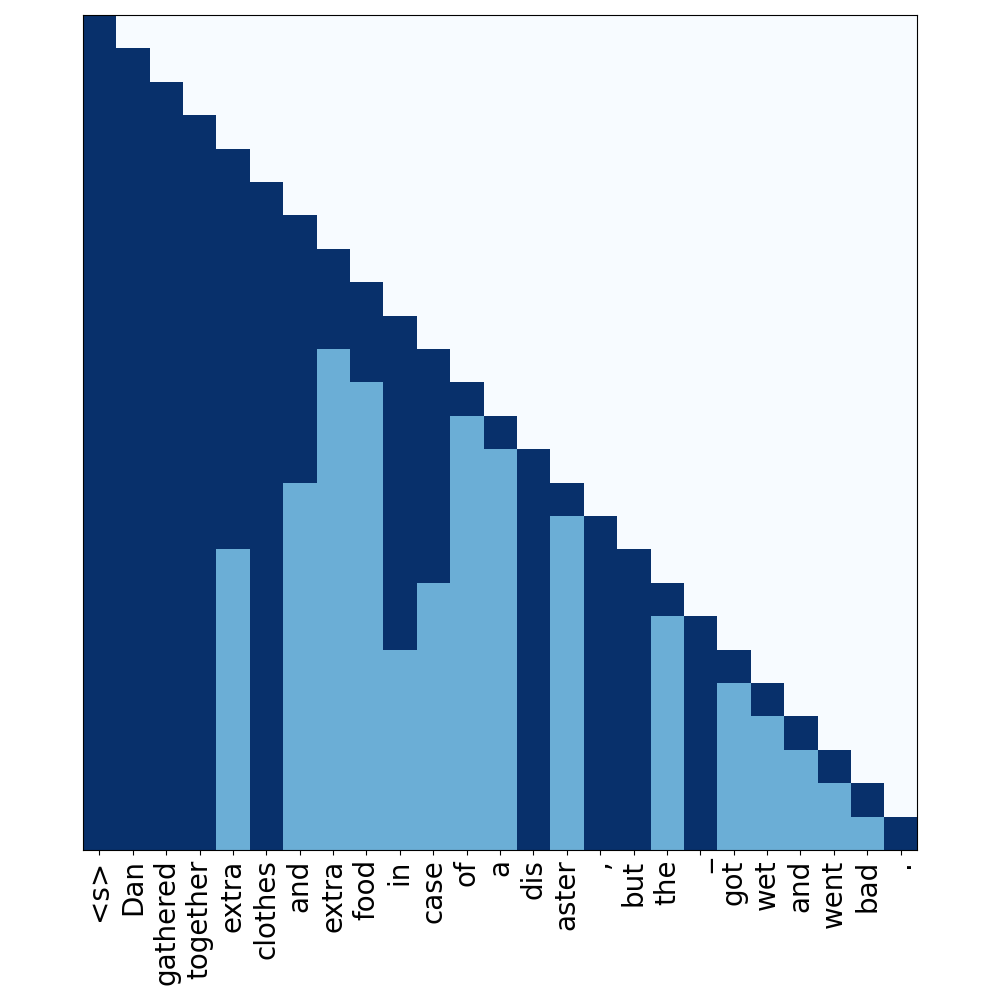 <s>
Dan
gathered
together
extra
clothes
and
extra
food
in
case
of
a
dis
aster
,
but
the
_
got
wet
and
went
bad
.